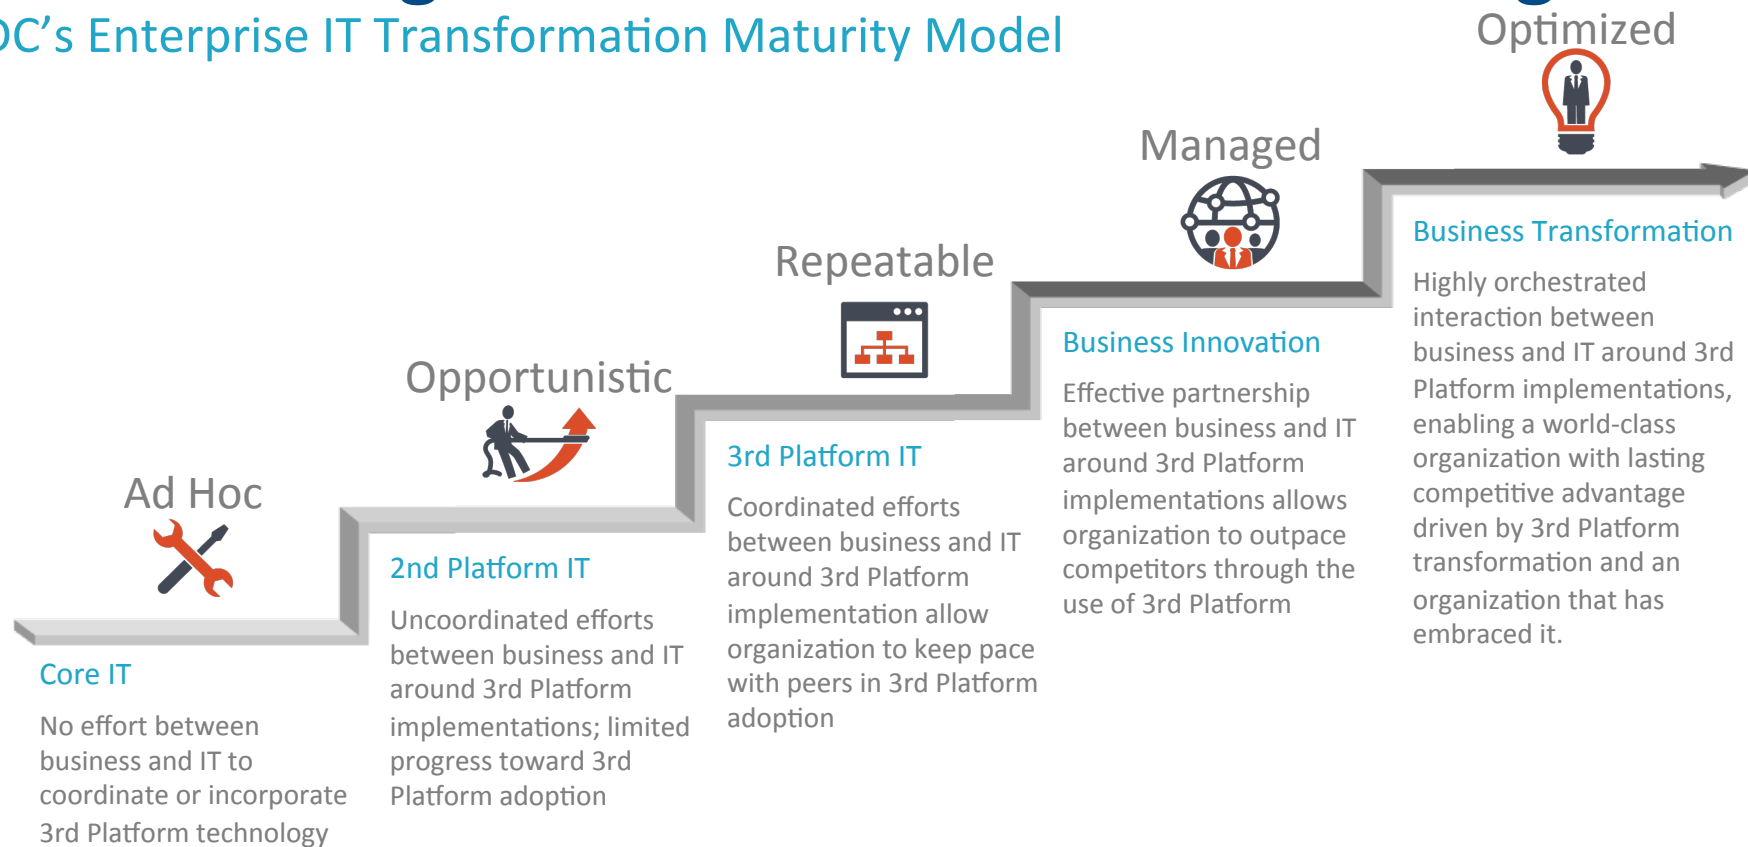 DC's Enterprise IT Transformation Maturity Model
Optimized
Managed
Repeatable
Opportunistic
Ad Hoc
Core IT
No effort between
business and IT to
coordinate or incorporate
3rd Platform technology
2nd Platform IT
Uncoordinated efforts
between business and IT
around 3rd Platform
implementations; limited
progress toward 3rd
Platform adoption
3rd Platform IT
Coordinated efforts
between business and IT
around 3rd Platform
implementation allow
organization to keep pace
with peers in 3rd Platform
adoption
Business Innovation
Effective partnership
between business and IT
around 3rd Platform
implementations allows
organization to outpace
competitors through the
use of 3rd Platform
Business Transformation
Highly orchestrated
interaction between
business and IT around 3rd
Platform implementations,
enabling a world-class
organization with lasting
competitive advantage
driven by 3rd Platform
transformation and an
organization that has
embraced it.